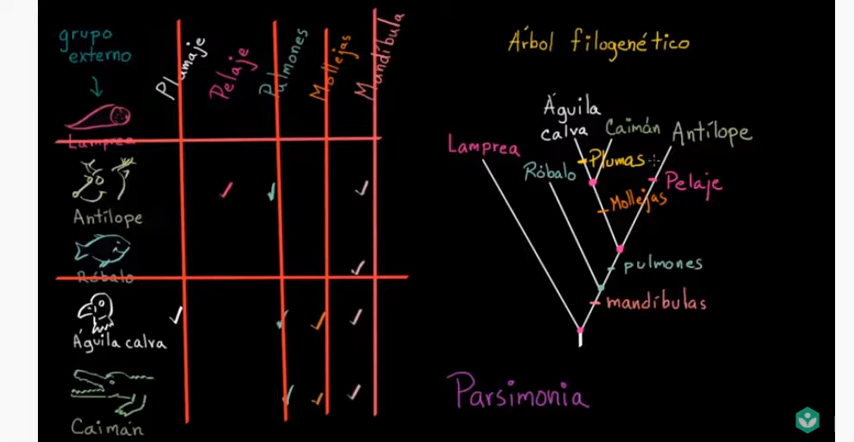 grupo
externo
Plumaje
Pelaje
Pulmones
Mollejas
Mandíbula
Lamprea
Antílope
Róbalo
Águila calva
Caimán
Árbol filogenético
Águila
calva
Caimán
Antílope
Lamprea
Róbalo
Plumas
Pelaje
Mollejas
pulmones
mandíbulas
Parsimonia